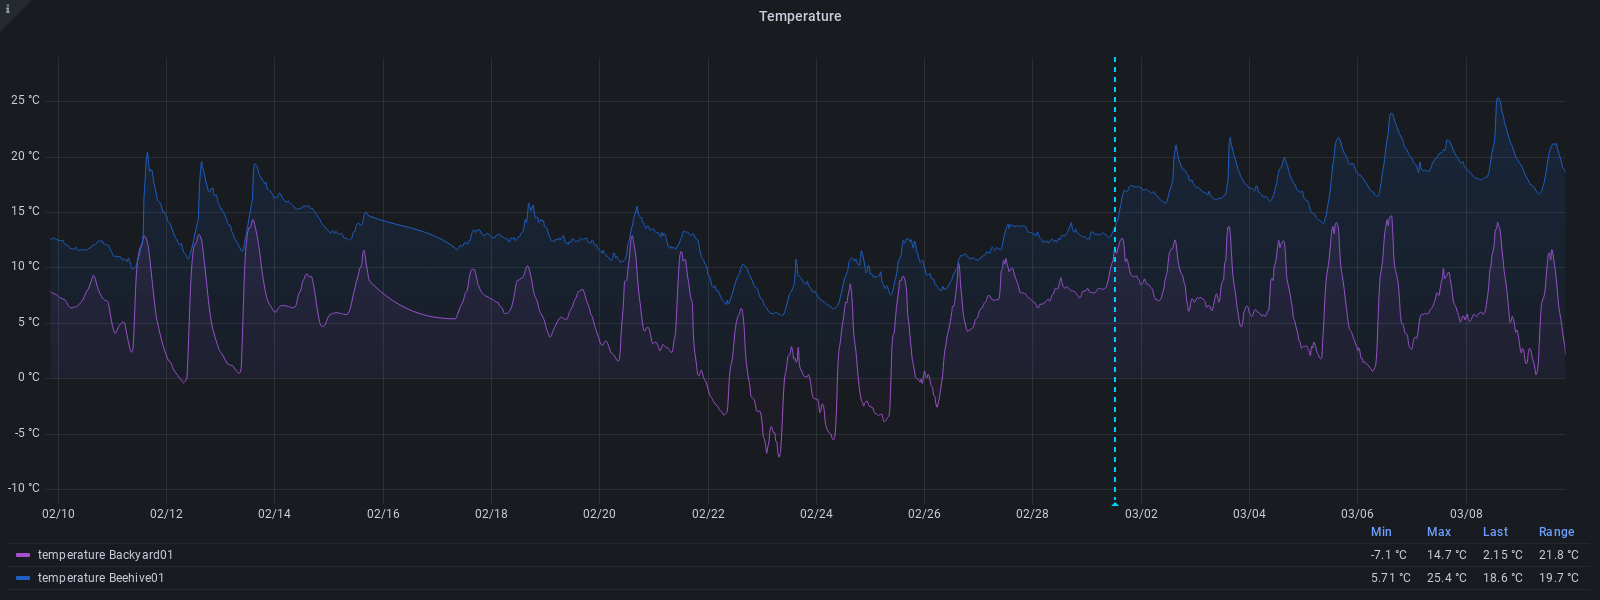 i
Temperature
25 °C
20 °C
15 °C
10 °C
5 °C
0 °C
-5 °C
-10 °C
02/10 02/12 02/14 02/16 02/18 02/20 02/22 02/24 02/26 02/28 03/02 03/04 03/06 03/08
Min Max Last Range
temperature Backyard01 -7.1 °C 14.7 °C 2.15 °C 21.8 °C
temperature Beehive01 5.71 °C 25.4 °C 18.6 °C 19.7 °C